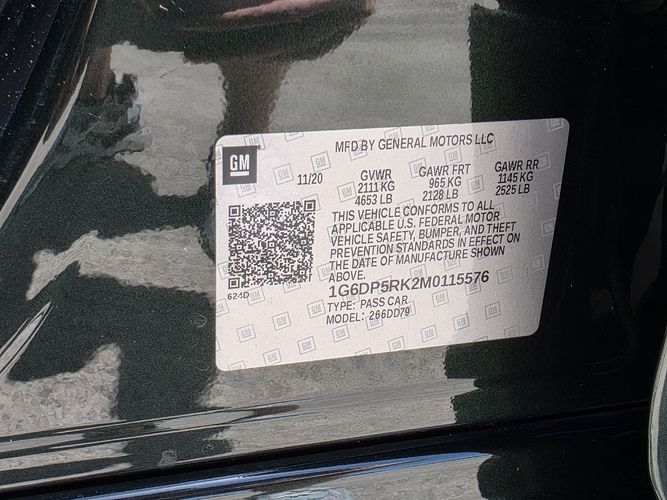 GM
MFD BY GENERAL MOTORS LLC
11/20
GVWR
2111 KG
4653 LB
GAWR FRT
965 KG
2128 LB
GAWR RR
1145 KG
2525 LB
THIS VEHICLE CONFORMS TO ALL
APPLICABLE U.S. FEDERAL MOTOR
VEHICLE SAFETY, BUMPER, AND THEFT
PREVENTION STANDARDS IN EFFECT ON
THE DATE OF MANUFACTURE SHOWN
ABOVE.
624D
1G6DP5RK2M0115576
TYPE: PASS CAR
MODEL: 266DD79